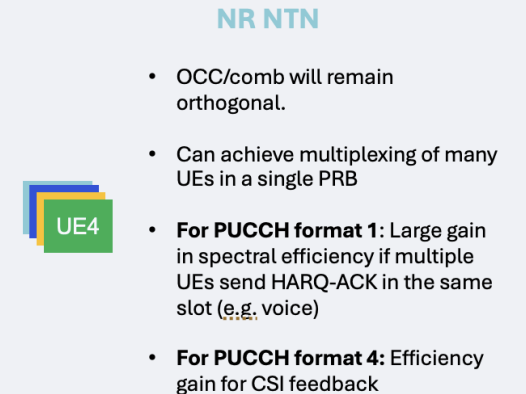 NR NTN
• OCC/comb will remain
orthogonal.
• Can achieve multiplexing of many
UEs in a single PRB
UE4
• For PUCCH format 1: Large gain
in spectral efficiency if multiple
UEs send HARQ-ACK in the same
slot (e.g. voice)
• For PUCCH format 4: Efficiency
gain for CSI feedback